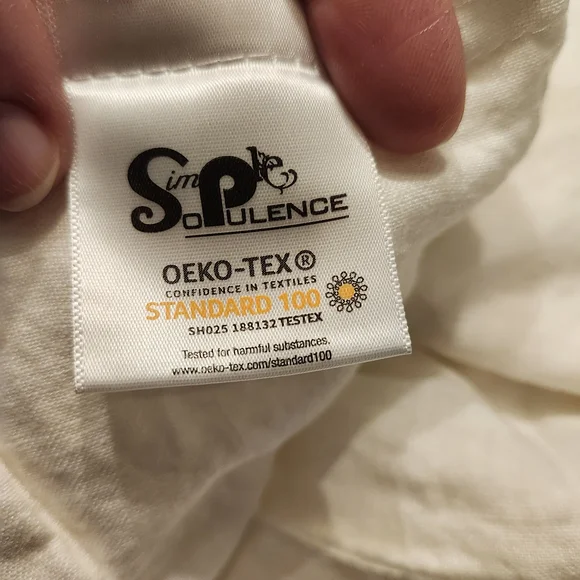 Simple
SoPulence
OEKO-TEX®
CONFIDENCE IN TEXTILES
STANDARD 100
SH025 188132 TESTEX
Tested for harmful substances.
www.oeko-tex.com/standard100